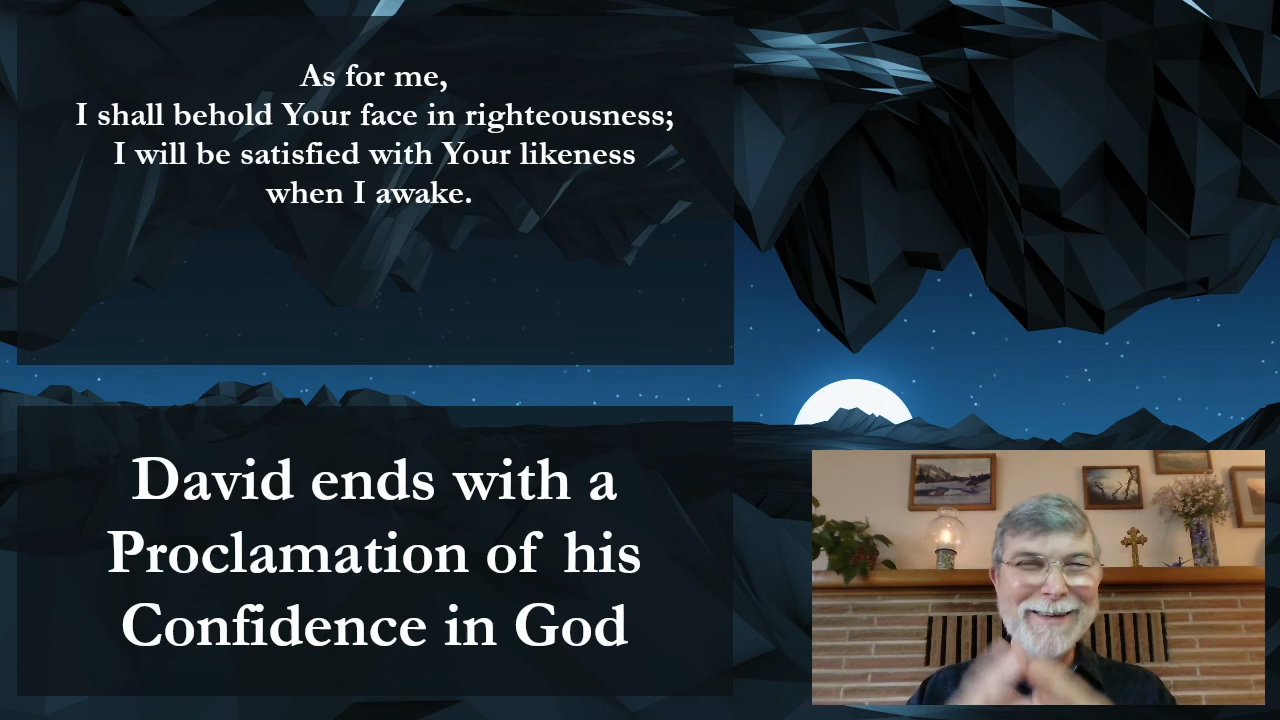 As for me,
I shall behold Your face in righteousness;
I will be satisfied with Your likeness
when I awake.
David ends with a
Proclamation of his
Confidence in God